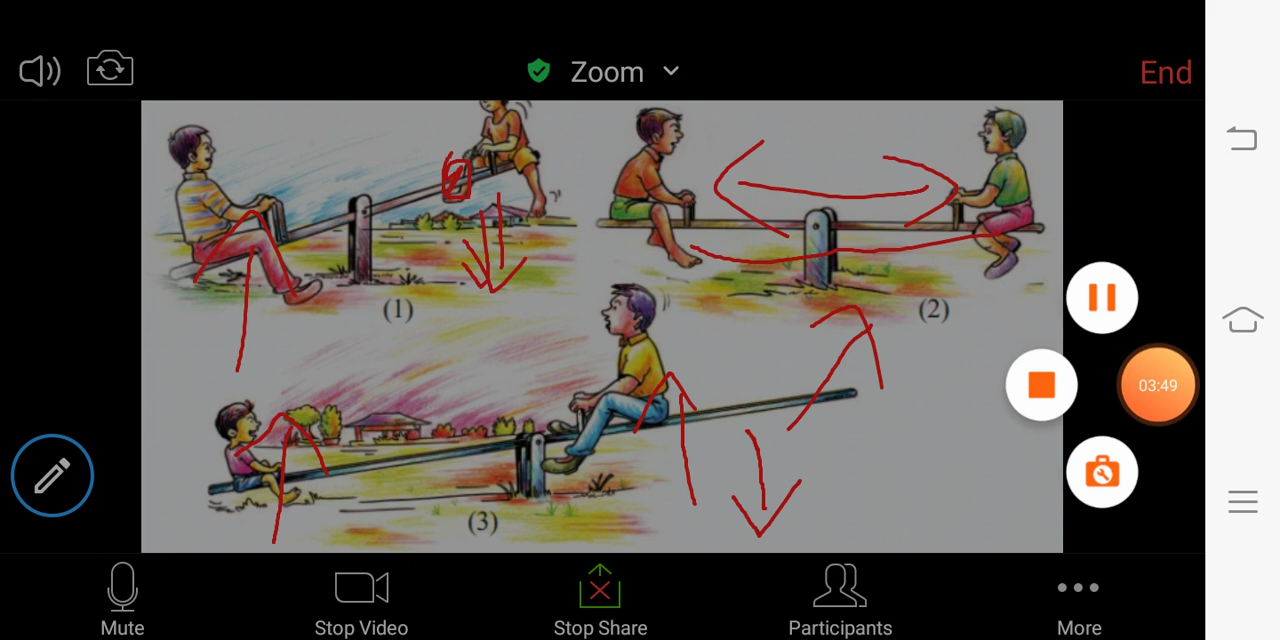 Zoom
End
(1)
(2)
03:49
(3)
Mute
Stop Video
Stop Share
Participants
More